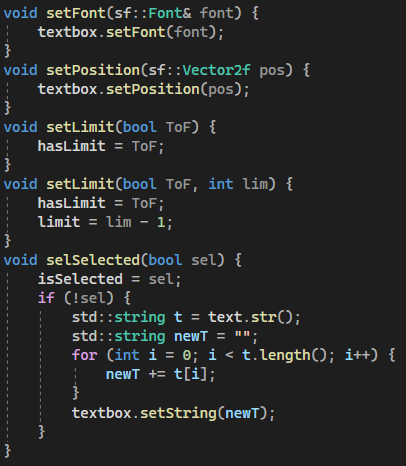 void setFont(sf::Font& font) {
    textbox.setFont(font);
}
void setPosition(sf::Vector2f pos) {
    textbox.setPosition(pos);
}
void setLimit(bool ToF) {
    hasLimit = ToF;
}
void setLimit(bool ToF, int lim) {
    hasLimit = ToF;
    limit = lim - 1;
}
void selSelected(bool sel) {
    isSelected = sel;
    if (!sel) {
        std::string t = text.str();
        std::string newT = "";
        for (int i = 0; i < t.length(); i++) {
            newT += t[i];
        }
        textbox.setString(newT);
    }
}